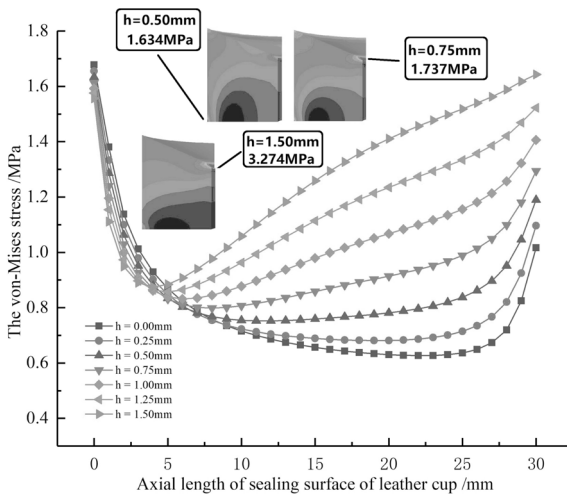 h=0.50mm
1.634MPa
h=0.75mm
1.737MPa
h=1.50mm
3.274MPa
The von-Mises stress /MPa
1.8
1.6
1.4
1.2
1.0
0.8
0.6
0.4
h = 0.00mm
h = 0.25mm
h = 0.50mm
h = 0.75mm
h = 1.00mm
h = 1.25mm
h = 1.50mm
0 5 10 15 20 25 30
Axial length of sealing surface of leather cup /mm